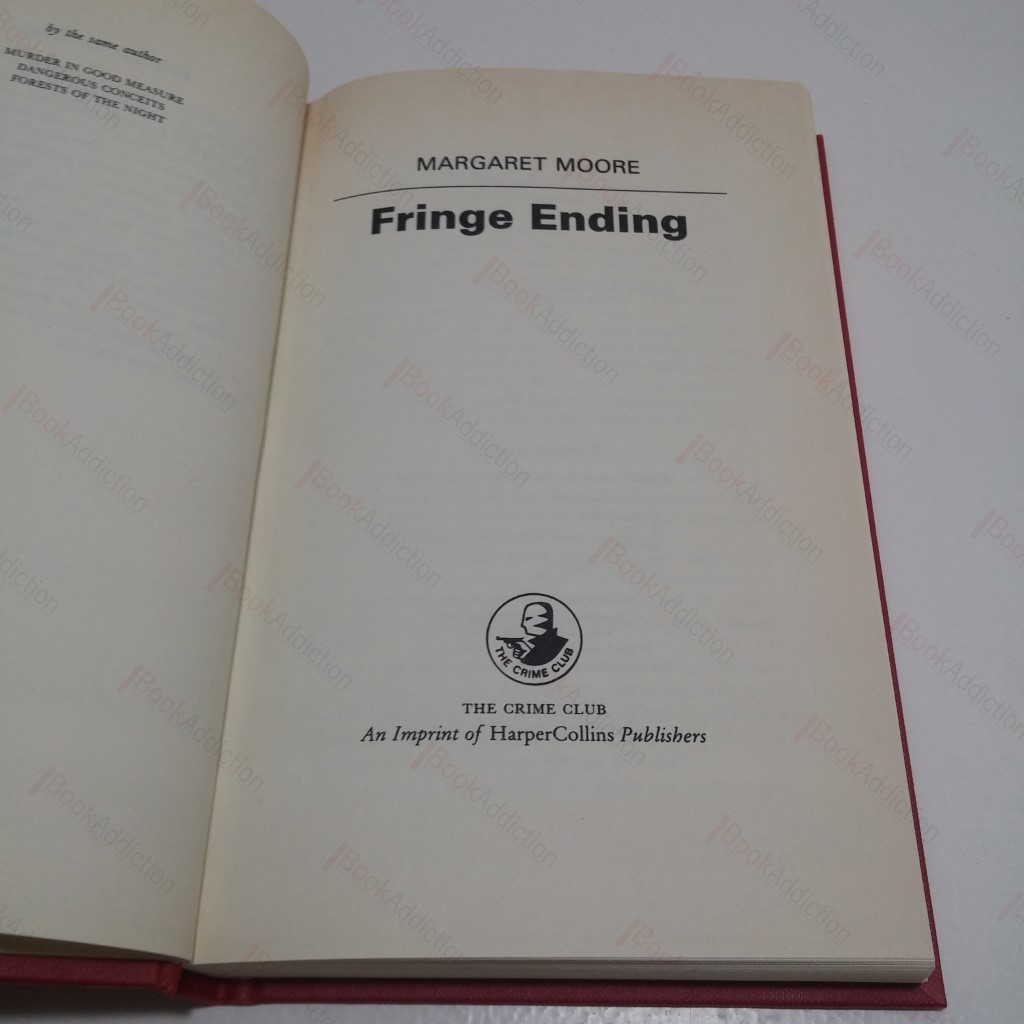 by the same author
MURDER IN GOOD MEASURE
DANGEROUS CONCEITS
FORESTS OF THE NIGHT
MARGARET MOORE
Fringe Ending
THE CRIME CLUB
THE CRIME CLUB
An Imprint of HarperCollins Publishers
BookAddiction